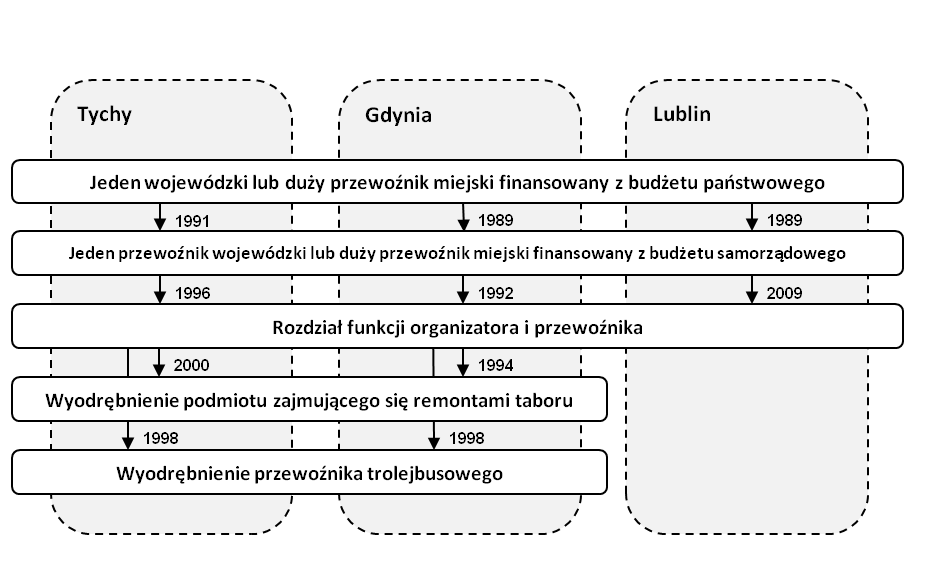 Tychy
Gdynia
Lublin
Jeden wojewódzki lub duży przewoźnik miejski finansowany z budżetu państwowego
1991
1989
1989
Jeden przewoźnik wojewódzki lub duży przewoźnik miejski finansowany z budżetu samorządowego
1996
1992
2009
Rozdział funkcji organizatora i przewoźnika
2000
1994
Wyodrębnienie podmiotu zajmującego się remontami taboru
1998
1998
Wyodrębnienie przewoźnika trolejbusowego